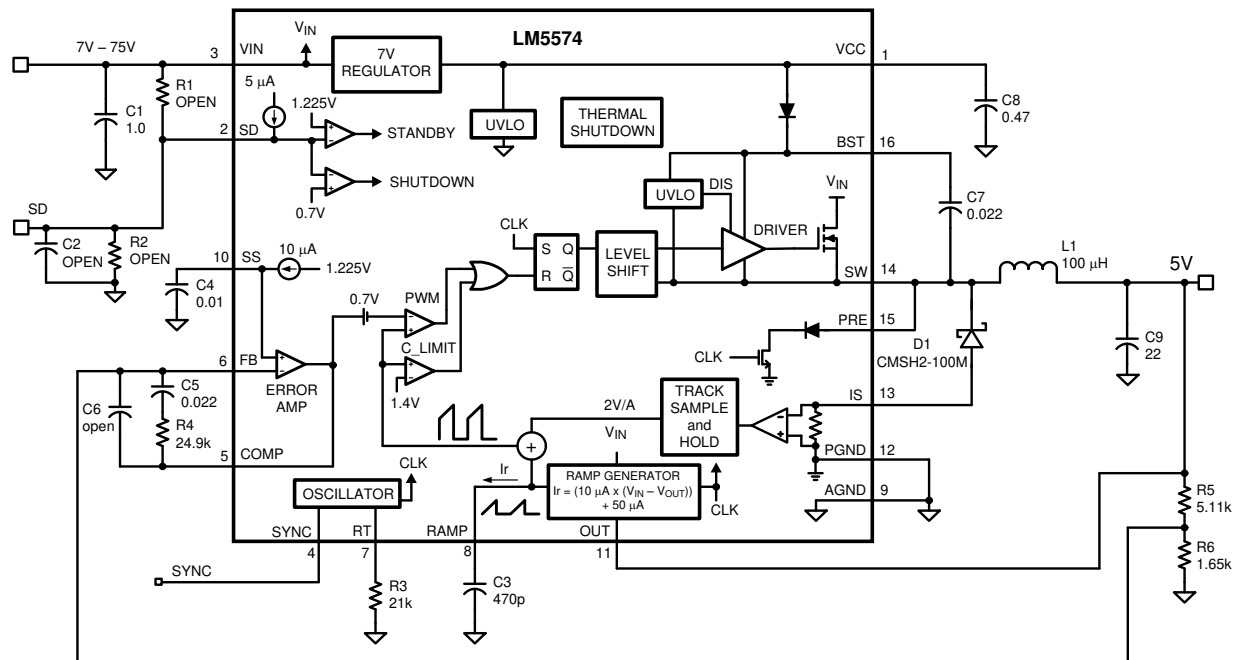 LM5574
7V – 75V
3
VIN
V_IN
7V
REGULATOR
VCC
1
R1
OPEN
C1
1.0
5 µA
1.225V
STANDBY
UVLO
THERMAL
SHUTDOWN
C8
0.47
2
SD
SHUTDOWN
0.7V
BST
16
UVLO
DIS
V_IN
C7
0.022
SD
C2
OPEN
R2
OPEN
10
SS
10 µA
1.225V
CLK
S
Q
R
Q̅
LEVEL
SHIFT
DRIVER
SW
14
L1
100 µH
5V
C4
0.01
0.7V
PWM
PRE
15
C_LIMIT
CLK
D1
CMSH2-100M
C9
22
6
FB
C5
0.022
ERROR
AMP
1.4V
C6
open
R4
24.9k
2V/A
TRACK
SAMPLE
and
HOLD
IS
13
V_IN
5
COMP
CLK
Ir
RAMP GENERATOR
Ir = (10 µA x (V_IN – V_OUT))
+ 50 µA
CLK
PGND
12
AGND
9
OSCILLATOR
R5
5.11k
SYNC
RT
RAMP
OUT
4
7
8
11
R6
1.65k
SYNC
R3
21k
C3
470p
+